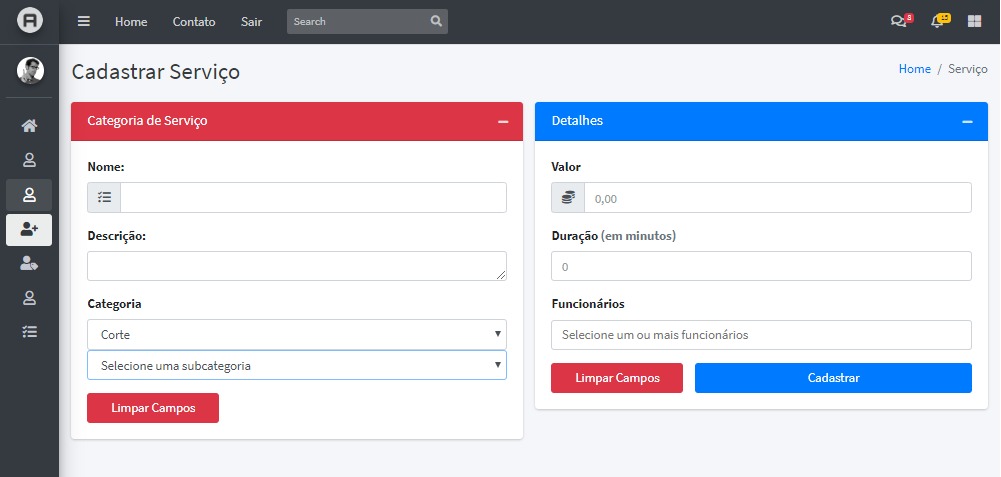 A
Home Contato Sair Search 8
Cadastrar Serviço
Home / Serviço
Categoria de Serviço
Nome:
Descrição:
Categoria
Corte
Selecione uma subcategoria
Limpar Campos
Detalhes
Valor
0,00
Duração (em minutos)
0
Funcionários
Selecione um ou mais funcionários
Limpar Campos Cadastrar